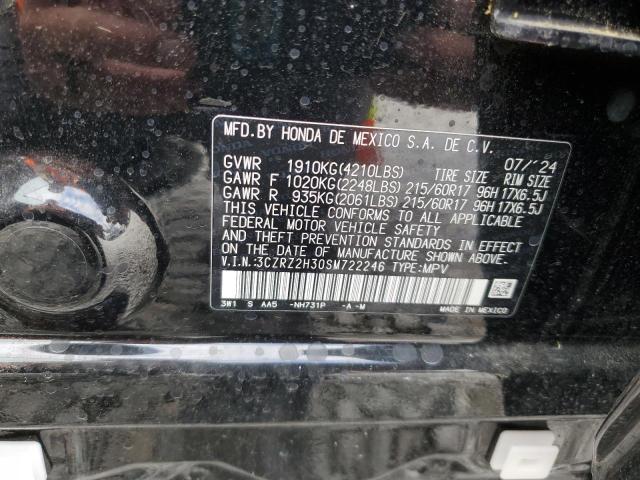 MFD.BY HONDA DE MEXICO S.A. DE C.V.
07/'24
GVWR 1910KG(4210LBS) TIRE SIZE RIM SIZE
GAWR F 1020KG(2248LBS) 215/60R17 96H 17X6.5J
GAWR R 935KG(2061LBS) 215/60R17 96H 17X6.5J
THIS VEHICLE CONFORMS TO ALL APPLICABLE
FEDERAL MOTOR VEHICLE SAFETY
AND THEFT PREVENTION STANDARDS IN EFFECT
ON THE DATE OF MANUFACTURE SHOWN ABOVE.
V.I.N.:3CZRZ2H30SM722246 TYPE:MPV
3W1 S AA5 -NH731P -A -M
MADE IN MEXICO